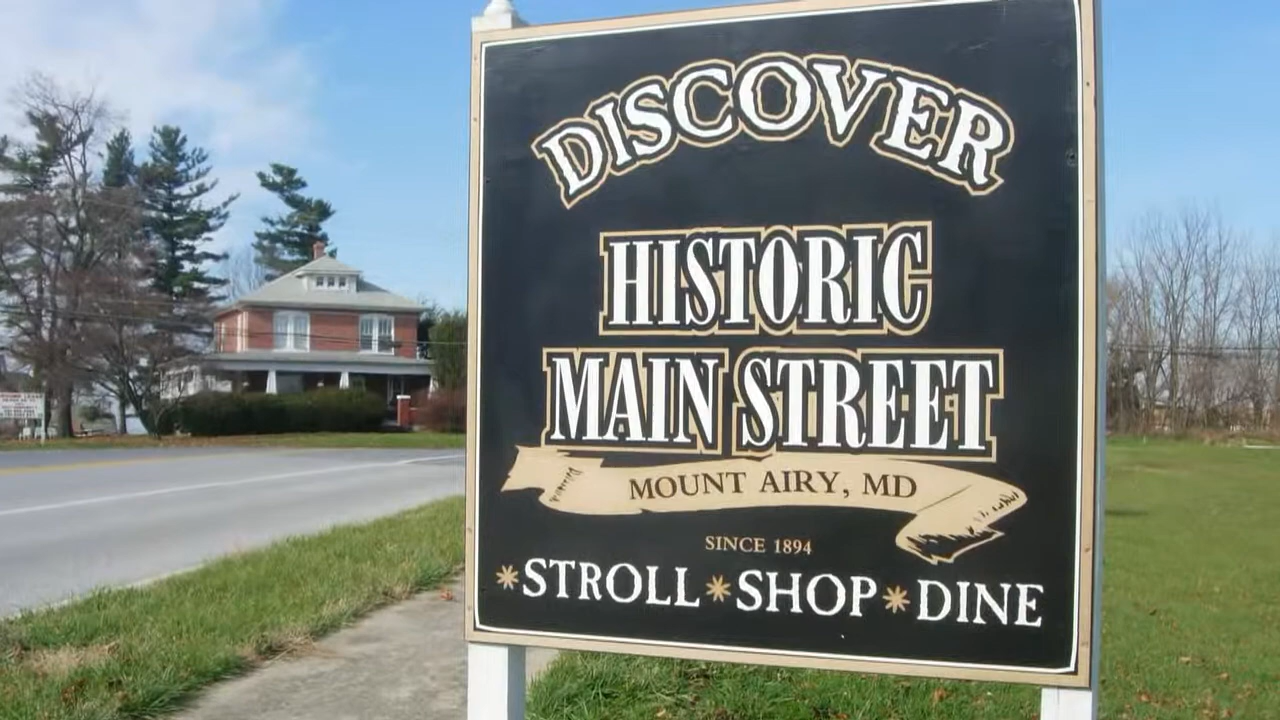 DISCOVER
HISTORIC
MAIN STREET
MOUNT AIRY, MD
SINCE 1894
*STROLL *SHOP *DINE